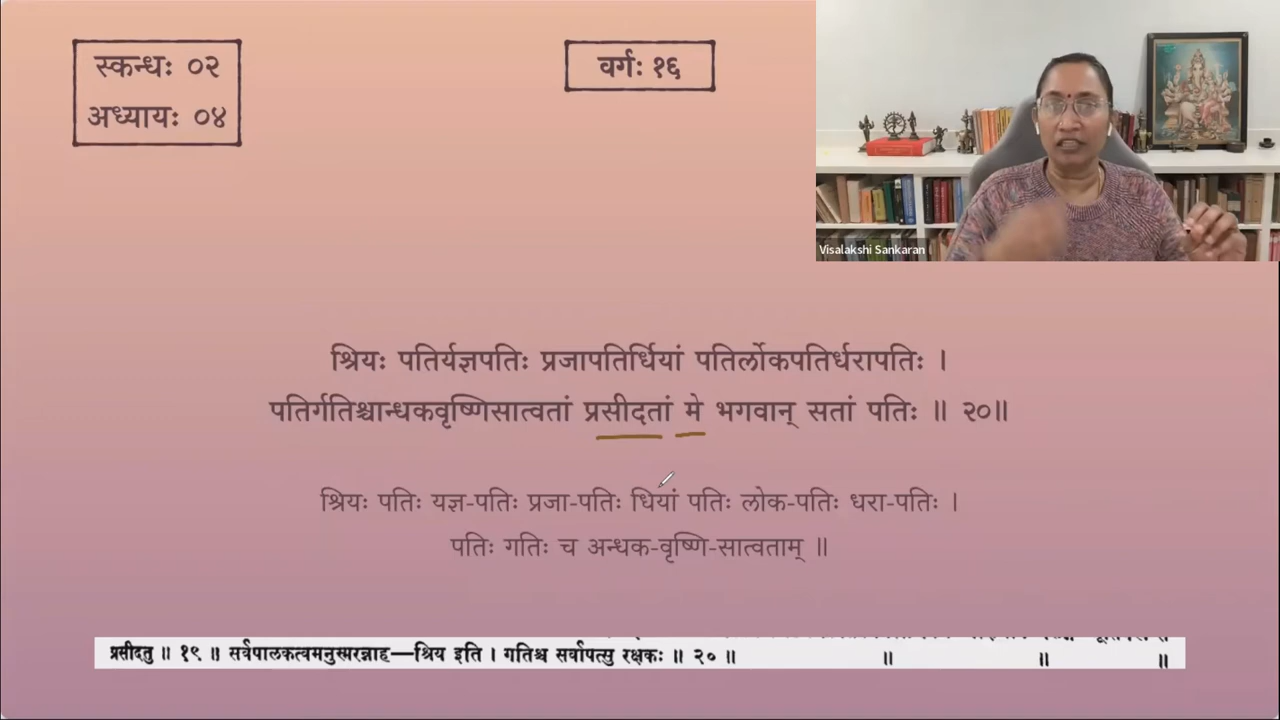 स्कन्धः ०२
अध्यायः ०४
वर्गः १६
Visalakshi Sankaran
श्रियः पतिर्यज्ञपतिः प्रजापतिर्धियां पतिर्लोकपतिर्धरापतिः ।
पतिर्गतिश्चान्धकवृष्णिसात्वतां प्रसीदतां मे भगवान् सतां पतिः ॥ २०॥
श्रियः पतिः यज्ञ-पतिः प्रजा-पतिः धियां पतिः लोक-पतिः धरा-पतिः ।
पतिः गतिः च अन्धक-वृष्णि-सात्वताम् ॥
प्रसीदतु ॥ १९ ॥ सर्वपालकत्वमनुस्मरन्नाह—श्रिय इति । गतिश्च सर्वापत्सु रक्षकः ॥ २० ॥ ॥ ॥ ॥